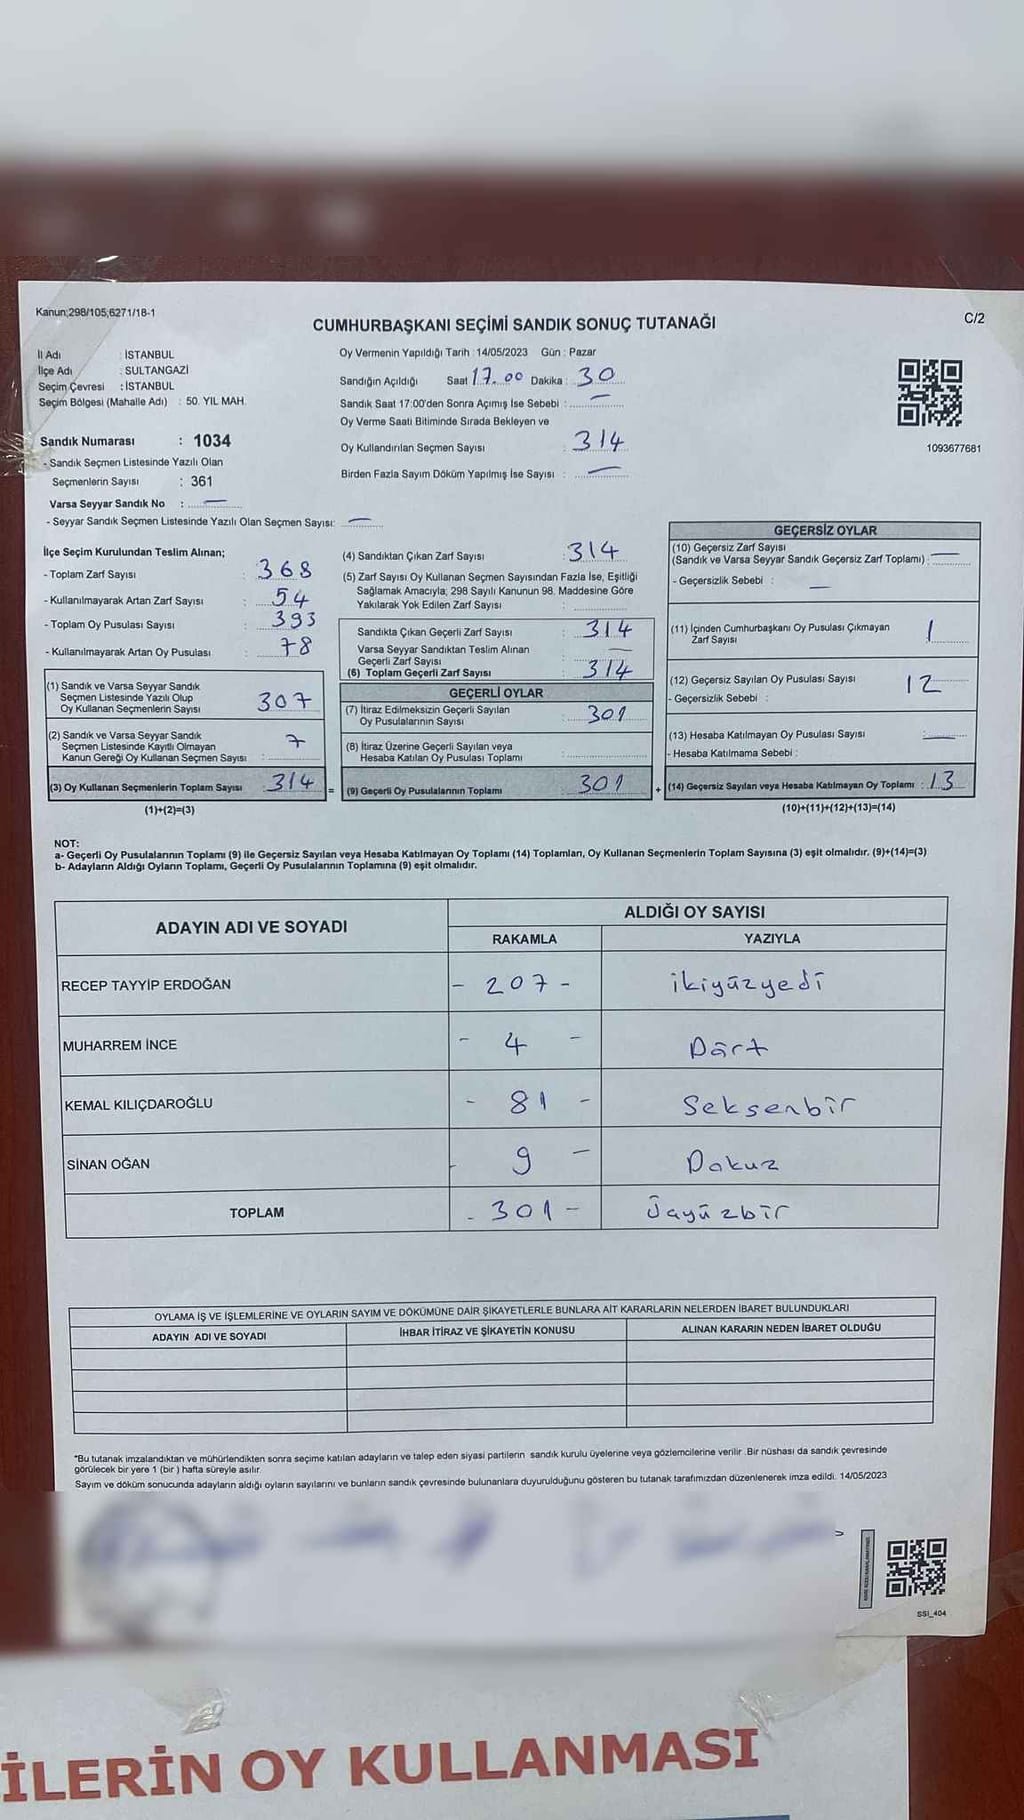 Kanun;298/105;6271/18-1
C/2
CUMHURBAŞKANI SEÇİMİ SANDIK SONUÇ TUTANAĞI
İl Adı : İSTANBUL
İlçe Adı : SULTANGAZİ
Seçim Çevresi : İSTANBUL
Seçim Bölgesi (Mahalle Adı) : 50. YIL MAH.
Oy Vermenin Yapıldığı Tarih : 14/05/2023 Gün : Pazar
Sandığın Açıldığı Saat 17.00 Dakika : 30
Sandık Saat 17:00'den Sonra Açımış İse Sebebi : —
Oy Verme Saati Bitiminde Sırada Bekleyen ve
Oy Kullandırılan Seçmen Sayısı : 314
Birden Fazla Sayım Döküm Yapılmış İse Sayısı : —
1093677681
Sandık Numarası : 1034
- Sandık Seçmen Listesinde Yazılı Olan
Seçmenlerin Sayısı : 361
Varsa Seyyar Sandık No : —
- Seyyar Sandık Seçmen Listesinde Yazılı Olan Seçmen Sayısı: —
İlçe Seçim Kurulundan Teslim Alınan;
- Toplam Zarf Sayısı : 368
- Kullanılmayarak Artan Zarf Sayısı : 54
- Toplam Oy Pusulası Sayısı : 393
- Kullanılmayarak Artan Oy Pusulası : 78
(1) Sandık ve Varsa Seyyar Sandık
Seçmen Listesinde Yazılı Olup
Oy Kullanan Seçmenlerin Sayısı 307
(2) Sandık ve Varsa Seyyar Sandık
Seçmen Listesinde Kayıtlı Olmayan
Kanun Gereği Oy Kullanan Seçmen Sayısı : 7
(3) Oy Kullanan Seçmenlerin Toplam Sayısı : 314 =
(1)+(2)=(3)
(4) Sandıktan Çıkan Zarf Sayısı : 314
(5) Zarf Sayısı Oy Kullanan Seçmen Sayısından Fazla İse, Eşitliği
Sağlamak Amacıyla; 298 Sayılı Kanunun 98. Maddesine Göre
Yakılarak Yok Edilen Zarf Sayısı :
Sandıkta Çıkan Geçerli Zarf Sayısı : 314
Varsa Seyyar Sandıktan Teslim Alınan
Geçerli Zarf Sayısı : —
(6) Toplam Geçerli Zarf Sayısı : 314
GEÇERLİ OYLAR
(7) İtiraz Edilmeksizin Geçerli Sayılan
Oy Pusulalarının Sayısı : 301
(8) İtiraz Üzerine Geçerli Sayılan veya
Hesaba Katılan Oy Pusulası Toplamı :
(9) Geçerli Oy Pusulalarının Toplamı : 301 +
GEÇERSİZ OYLAR
(10) Geçersiz Zarf Sayısı
(Sandık ve Varsa Seyyar Sandık Geçersiz Zarf Toplamı) : —
- Geçersizlik Sebebi : —
(11) İçinden Cumhurbaşkanı Oy Pusulası Çıkmayan
Zarf Sayısı 1
(12) Geçersiz Sayılan Oy Pusulası Sayısı 12
- Geçersizlik Sebebi :
(13) Hesaba Katılmayan Oy Pusulası Sayısı : —
- Hesaba Katılmama Sebebi :
(14) Geçersiz Sayılan veya Hesaba Katılmayan Oy Toplamı : 13
(10)+(11)+(12)+(13)=(14)
NOT:
a- Geçerli Oy Pusulalarının Toplamı (9) ile Geçersiz Sayılan veya Hesaba Katılmayan Oy Toplamı (14) Toplamları, Oy Kullanan Seçmenlerin Toplam Sayısına (3) eşit olmalıdır. (9)+(14)=(3)
b- Adayların Aldığı Oyların Toplamı, Geçerli Oy Pusulalarının Toplamına (9) eşit olmalıdır.
ADAYIN ADI VE SOYADI
ALDIĞI OY SAYISI
RAKAMLA YAZIYLA
RECEP TAYYİP ERDOĞAN - 207 - ikiyüzyedi
MUHARREM İNCE - 4 - Dört
KEMAL KILIÇDAROĞLU - 81 - Seksenbir
SİNAN OĞAN - 9 - Dokuz
TOPLAM - 301 - Üçyüzbir
OYLAMA İŞ VE İŞLEMLERİNE VE OYLARIN SAYIM VE DÖKÜMÜNE DAİR ŞİKAYETLERLE BUNLARA AİT KARARLARIN NELERDEN İBARET BULUNDUKLARI
ADAYIN ADI VE SOYADI İHBAR İTİRAZ VE ŞİKAYETİN KONUSU ALINAN KARARIN NEDEN İBARET OLDUĞU
*Bu tutanak imzalandıktan ve mühürlendikten sonra seçime katılan adayların ve talep eden siyasi partilerin sandık kurulu üyelerine veya gözlemcilerine verilir .Bir nüshası da sandık çevresinde
görülecek bir yere 1 (bir ) hafta süreyle asılır.
Sayım ve döküm sonucunda adayların aldığı oyların sayılarını ve bunların sandık çevresinde bulunanlara duyurulduğunu gösteren bu tutanak tarafımızdan düzenlenerek imza edildi. 14/05/2023
SSI_404
İLERİN OY KULLANMASI